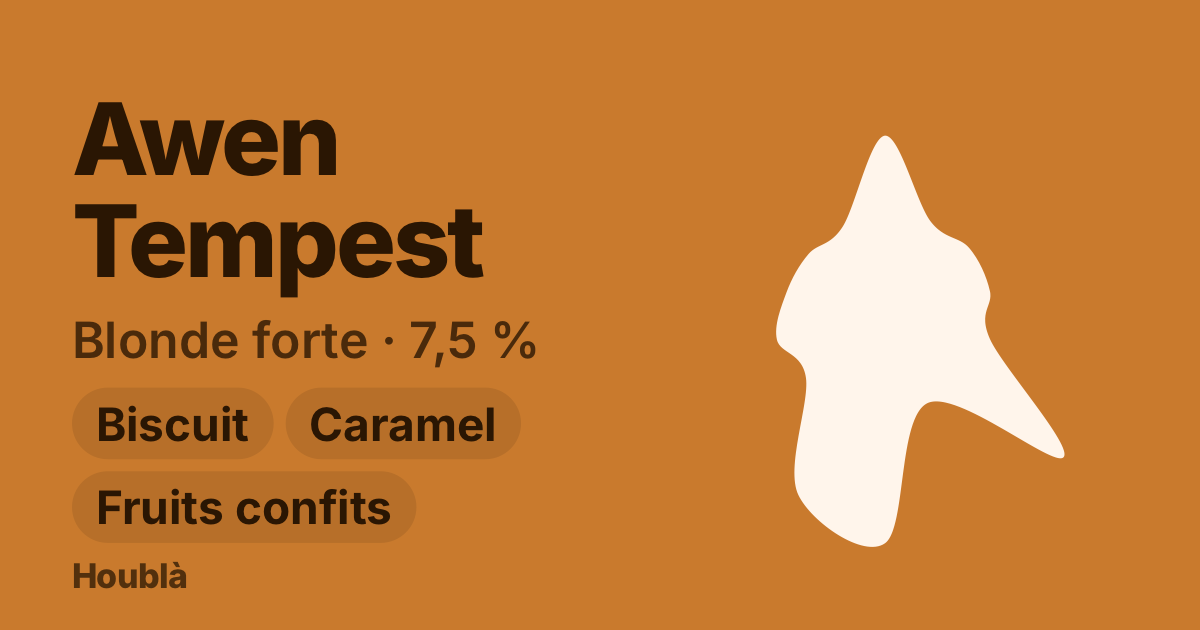 Awen
Tempest
Blonde forte · 7,5 %
Biscuit Caramel
Fruits confits
Houblà